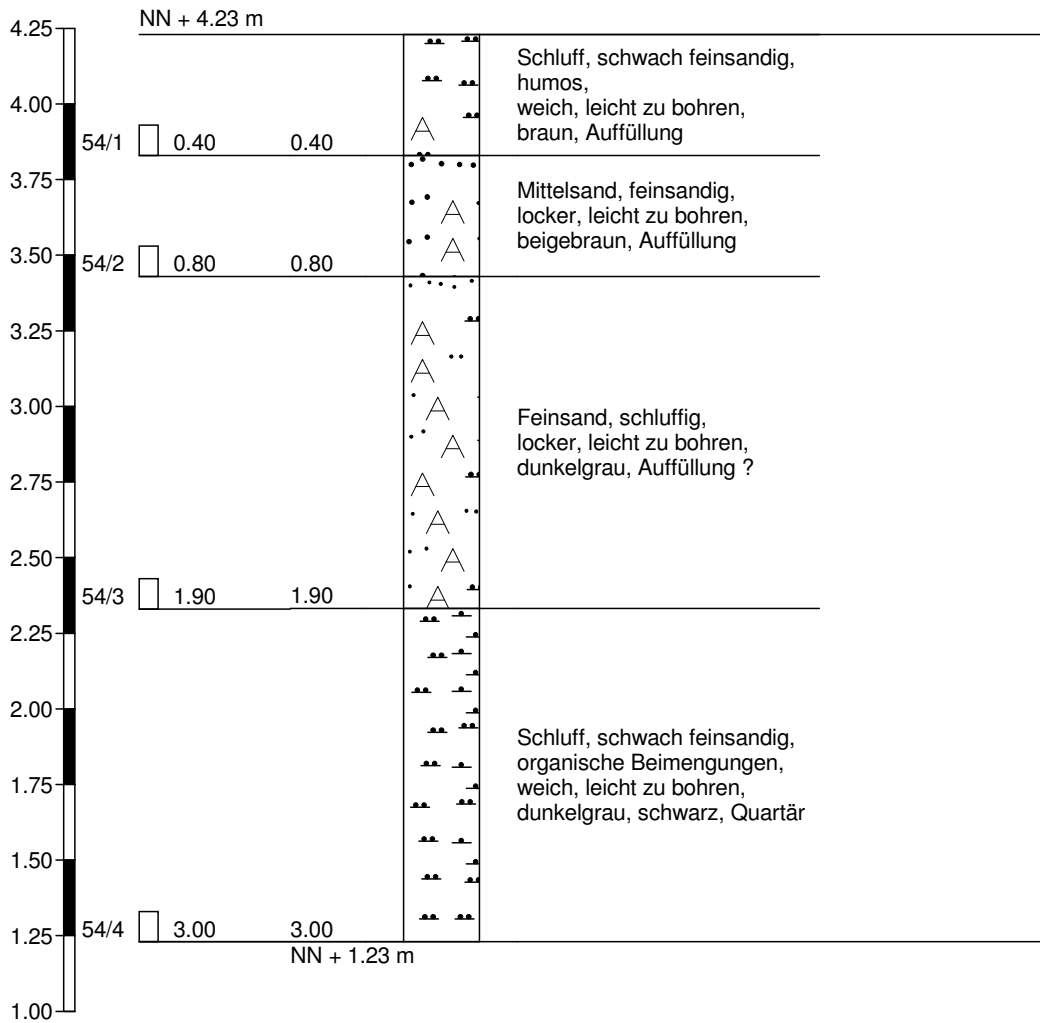 NN + 4.23 m
4.25
Schluff, schwach feinsandig,
humos,
weich, leicht zu bohren,
braun, Auffüllung
4.00
54/1 0.40 0.40
3.75
Mittelsand, feinsandig,
locker, leicht zu bohren,
beigebraun, Auffüllung
3.50
54/2 0.80 0.80
3.25
3.00
Feinsand, schluffig,
locker, leicht zu bohren,
dunkelgrau, Auffüllung ?
2.75
2.50
54/3 1.90 1.90
2.25
2.00
Schluff, schwach feinsandig,
organische Beimengungen,
weich, leicht zu bohren,
dunkelgrau, schwarz, Quartär
1.75
1.50
54/4 3.00 3.00
1.25
NN + 1.23 m
1.00